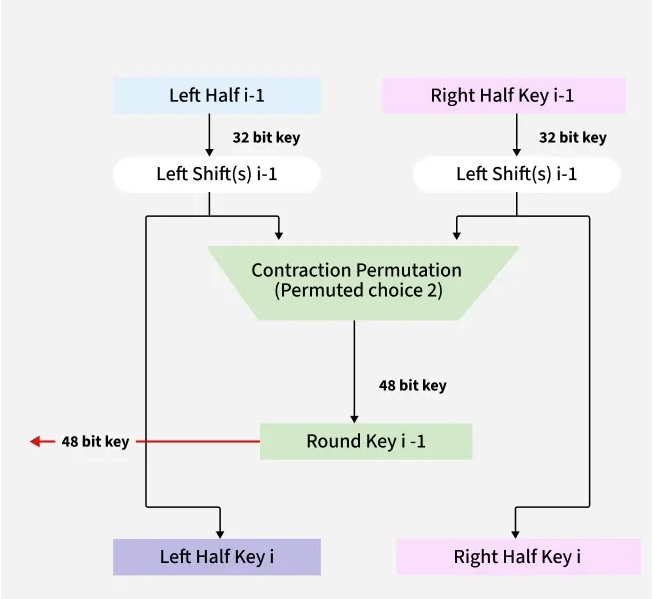 Left Half i-1
Right Half Key i-1
32 bit key
32 bit key
Left Shift(s) i-1
Left Shift(s) i-1
Contraction Permutation
(Permuted choice 2)
48 bit key
48 bit key
Round Key i -1
Left Half Key i
Right Half Key i